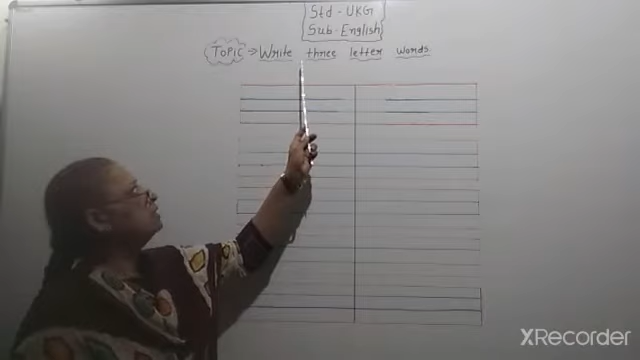 Std - UKG
Sub - English
TOPIC → Write three letter words.
XRecorder